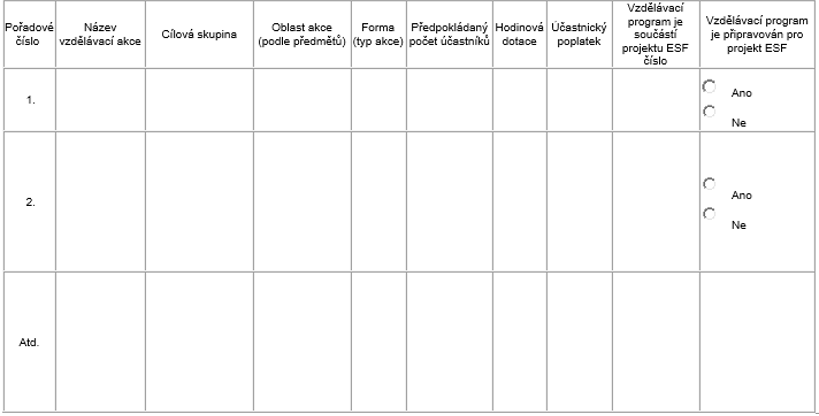 Pořadové
číslo
Název
vzdělávací akce
Cílová skupina
Oblast akce
(podle předmětů)
Forma
(typ akce)
Předpokládaný
počet účastníků
Hodinová
dotace
Účastnický
poplatek
Vzdělávací
program je
součástí
projektu ESF
číslo
Vzdělávací program
je připravován pro
projekt ESF
1.
Ano
Ne
2.
Ano
Ne
Atd.